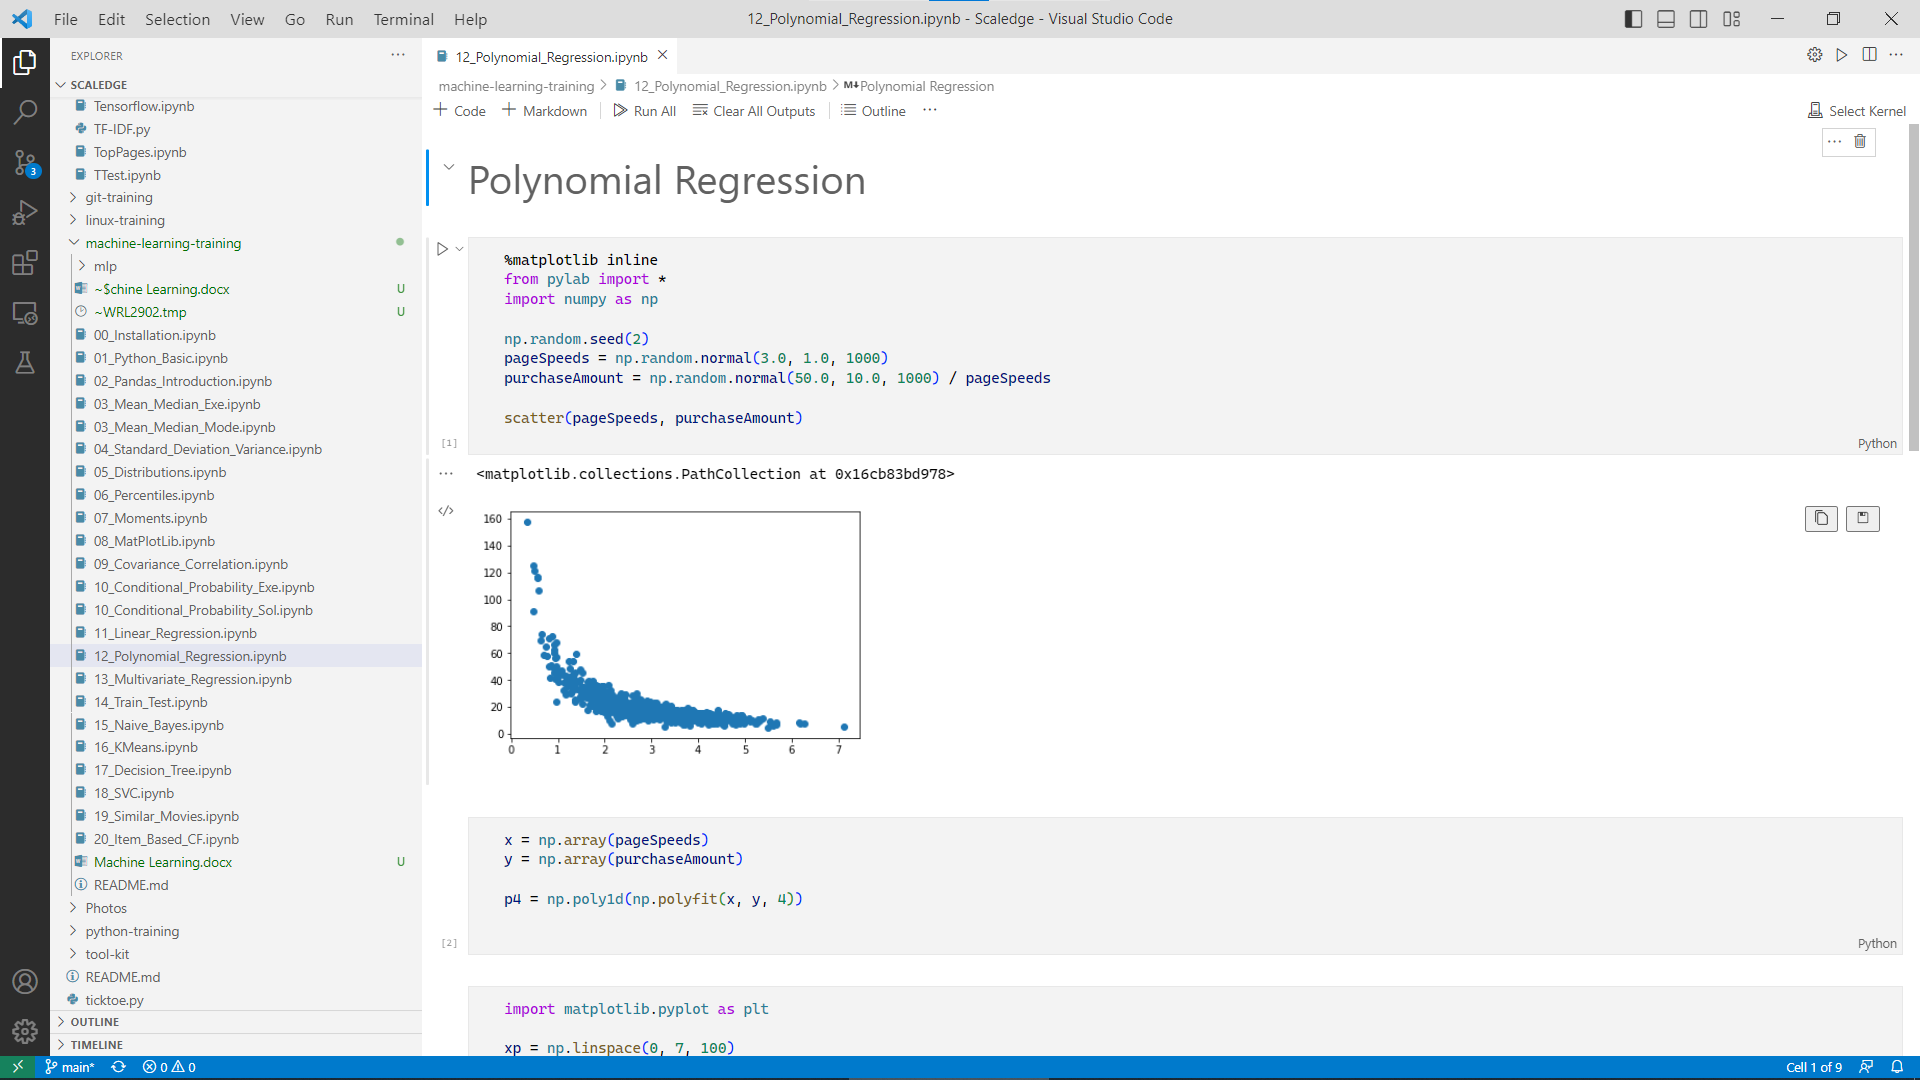 File Edit Selection View Go Run Terminal Help
12_Polynomial_Regression.ipynb - Scaledge - Visual Studio Code
EXPLORER
SCALEDGE
Tensorflow.ipynb
TF-IDF.py
TopPages.ipynb
TTest.ipynb
git-training
linux-training
machine-learning-training
mlp
~$chine Learning.docx U
~WRL2902.tmp U
00_Installation.ipynb
01_Python_Basic.ipynb
02_Pandas_Introduction.ipynb
03_Mean_Median_Exe.ipynb
03_Mean_Median_Mode.ipynb
04_Standard_Deviation_Variance.ipynb
05_Distributions.ipynb
06_Percentiles.ipynb
07_Moments.ipynb
08_MatPlotLib.ipynb
09_Covariance_Correlation.ipynb
10_Conditional_Probability_Exe.ipynb
10_Conditional_Probability_Sol.ipynb
11_Linear_Regression.ipynb
12_Polynomial_Regression.ipynb
13_Multivariate_Regression.ipynb
14_Train_Test.ipynb
15_Naive_Bayes.ipynb
16_KMeans.ipynb
17_Decision_Tree.ipynb
18_SVC.ipynb
19_Similar_Movies.ipynb
20_Item_Based_CF.ipynb
Machine Learning.docx U
README.md
Photos
python-training
tool-kit
README.md
ticktoe.py
OUTLINE
TIMELINE
3
12_Polynomial_Regression.ipynb
machine-learning-training > 12_Polynomial_Regression.ipynb > M↓Polynomial Regression
+ Code + Markdown Run All Clear All Outputs Outline ···
Select Kernel
Polynomial Regression
%matplotlib inline
from pylab import *
import numpy as np
np.random.seed(2)
pageSpeeds = np.random.normal(3.0, 1.0, 1000)
purchaseAmount = np.random.normal(50.0, 10.0, 1000) / pageSpeeds
scatter(pageSpeeds, purchaseAmount)
[1]
Python
<matplotlib.collections.PathCollection at 0x16cb83bd978>
160
140
120
100
80
60
40
20
0
0 1 2 3 4 5 6 7
x = np.array(pageSpeeds)
y = np.array(purchaseAmount)
p4 = np.poly1d(np.polyfit(x, y, 4))
[2]
Python
import matplotlib.pyplot as plt
xp = np.linspace(0, 7, 100)
main* 0 0
Cell 1 of 9